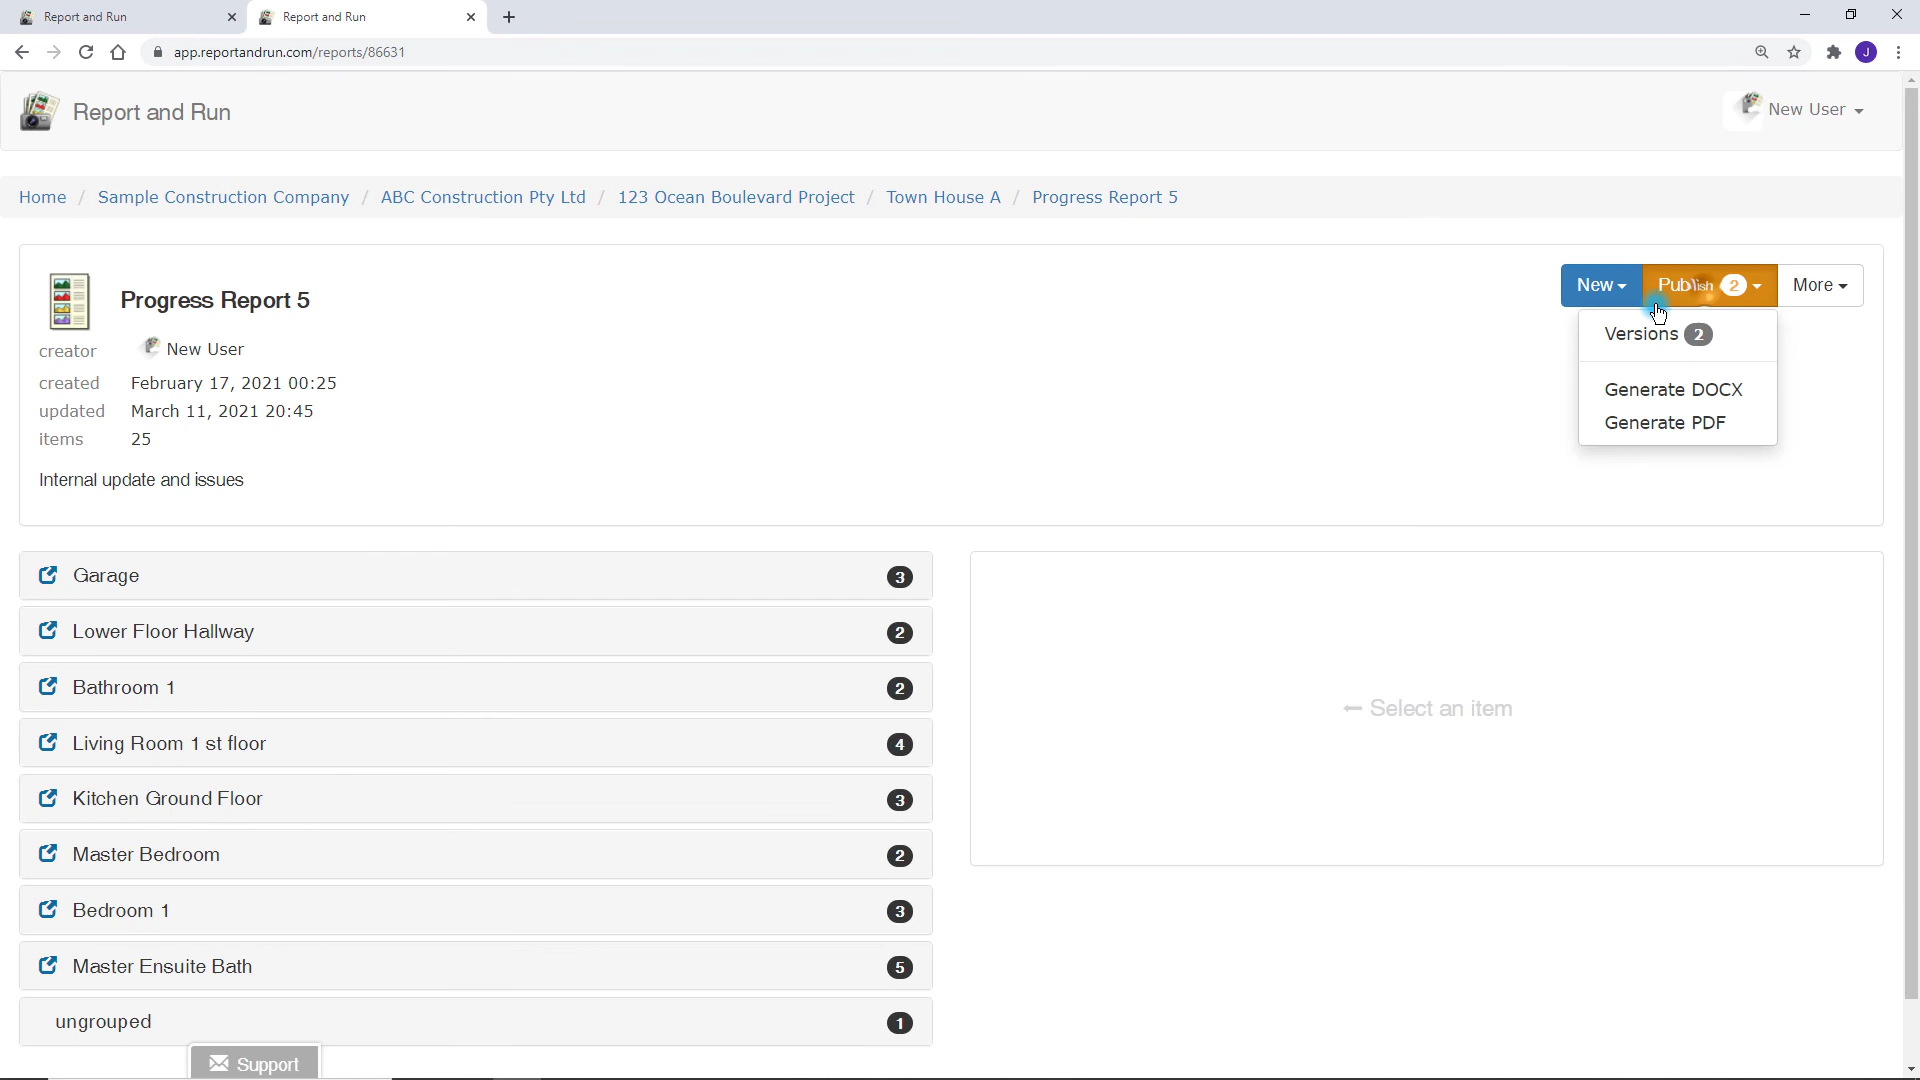 Report and Run
Report and Run
app.reportandrun.com/reports/86631
J
Report and Run
New User
Home / Sample Construction Company / ABC Construction Pty Ltd / 123 Ocean Boulevard Project / Town House A / Progress Report 5
Progress Report 5
New
Publish 2
More
Versions 2
Generate DOCX
Generate PDF
creator New User
created February 17, 2021 00:25
updated March 11, 2021 20:45
items 25
Internal update and issues
Garage 3
Lower Floor Hallway 2
Bathroom 1 2
Living Room 1 st floor 4
Kitchen Ground Floor 3
Master Bedroom 2
Bedroom 1 3
Master Ensuite Bath 5
ungrouped 1
Select an item
Support